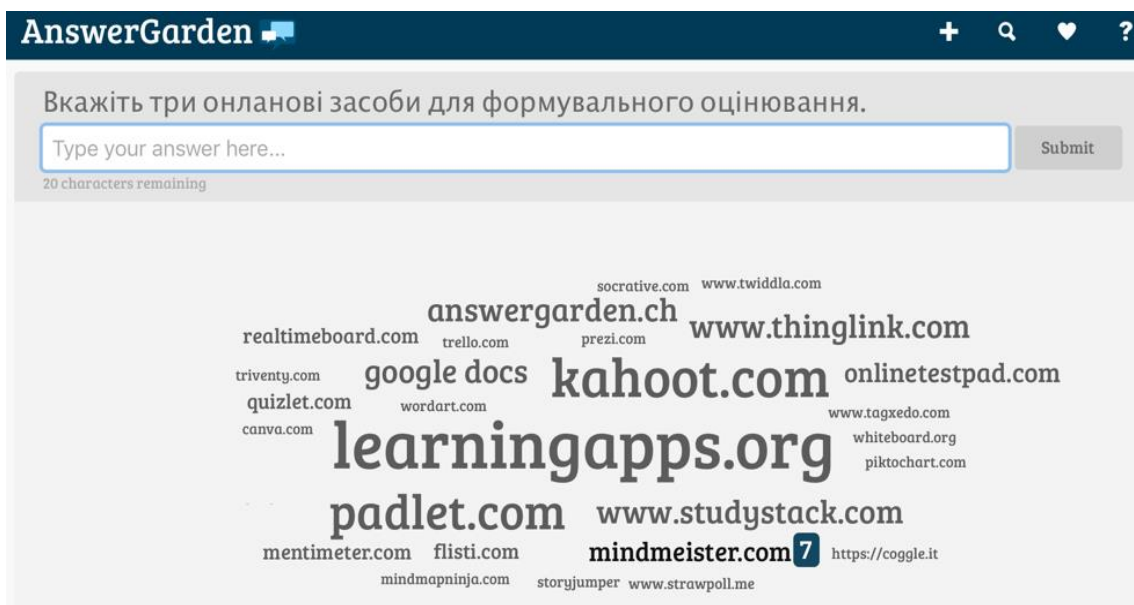 AnswerGarden
?
Вкажіть три онланові засоби для формувального оцінювання.
Type your answer here...
Submit
20 characters remaining
socrative.com www.twiddla.com
answergarden.ch www.thinglink.com
realtimeboard.com trello.com prezi.com
triventy.com google docs kahoot.com onlinetestpad.com
quizlet.com wordart.com www.tagxedo.com
canva.com learningapps.org whiteboard.org
piktochart.com
padlet.com www.studystack.com
mentimeter.com flisti.com mindmeister.com 7 https://coggle.it
mindmapninja.com storyjumper www.strawpoll.me